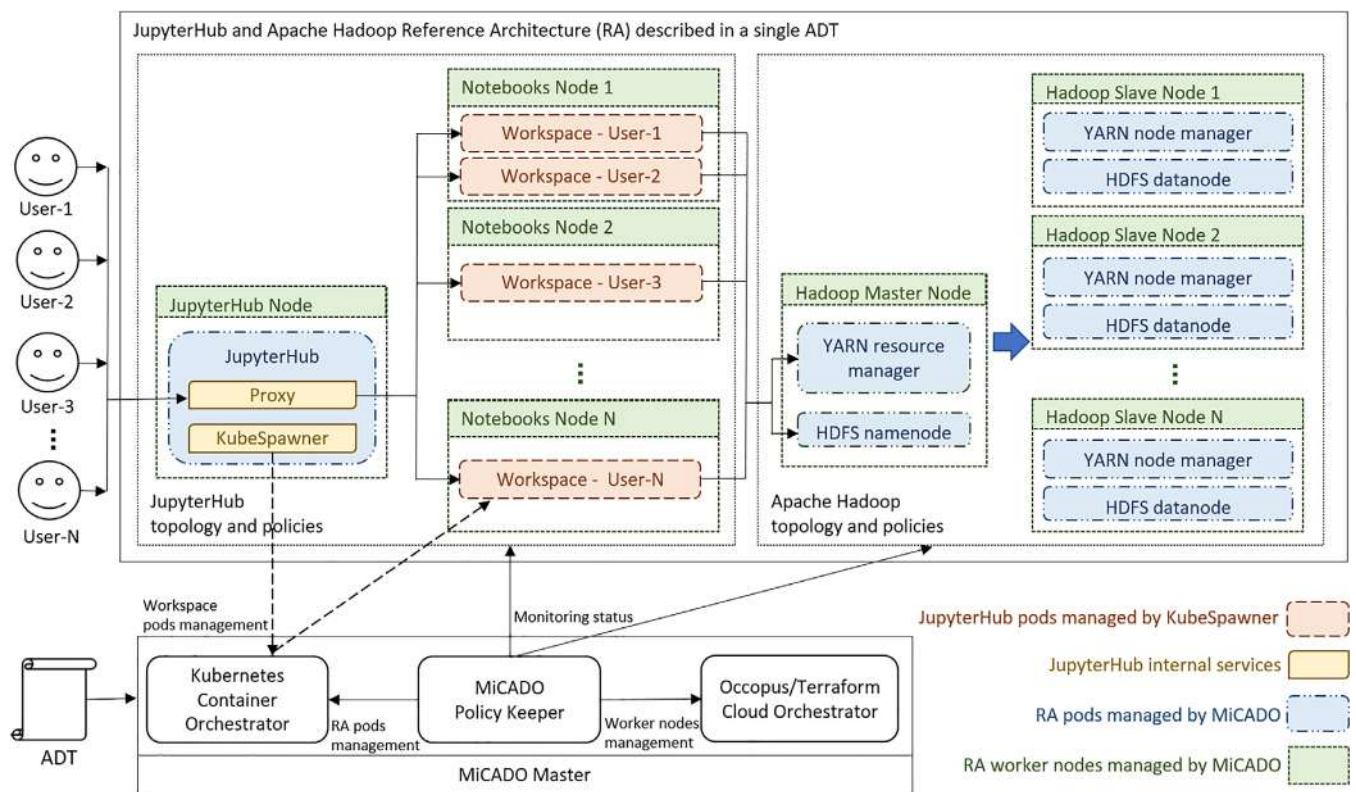 JupyterHub and Apache Hadoop Reference Architecture (RA) described in a single ADT
User-1
User-2
User-3
User-N
JupyterHub Node
JupyterHub
Proxy
KubeSpawner
JupyterHub
topology and policies
Notebooks Node 1
Workspace - User-1
Workspace - User-2
Notebooks Node 2
Workspace - User-3
Notebooks Node N
Workspace - User-N
Hadoop Master Node
YARN resource
manager
HDFS namenode
Apache Hadoop
topology and policies
Hadoop Slave Node 1
YARN node manager
HDFS datanode
Hadoop Slave Node 2
YARN node manager
HDFS datanode
Hadoop Slave Node N
YARN node manager
HDFS datanode
Workspace
pods management
Monitoring status
ADT
Kubernetes
Container
Orchestrator
RA pods
management
MiCADO
Policy Keeper
Worker nodes
management
Occopus/Terraform
Cloud Orchestrator
MiCADO Master
JupyterHub pods managed by KubeSpawner
JupyterHub internal services
RA pods managed by MiCADO
RA worker nodes managed by MiCADO